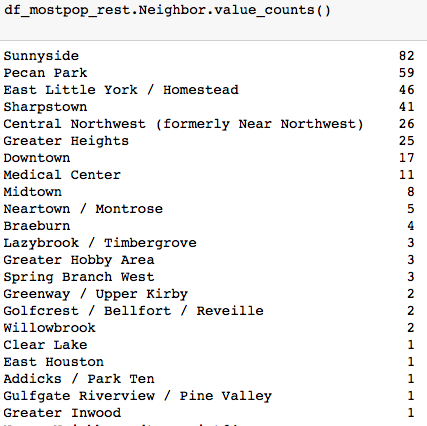 df_mostpop_rest.Neighbor.value_counts()
Sunnyside 82
Pecan Park 59
East Little York / Homestead 46
Sharpstown 41
Central Northwest (formerly Near Northwest) 26
Greater Heights 25
Downtown 17
Medical Center 11
Midtown 8
Neartown / Montrose 5
Braeburn 4
Lazybrook / Timbergrove 3
Greater Hobby Area 3
Spring Branch West 3
Greenway / Upper Kirby 2
Golfcrest / Bellfort / Reveille 2
Willowbrook 2
Clear Lake 1
East Houston 1
Addicks / Park Ten 1
Gulfgate Riverview / Pine Valley 1
Greater Inwood 1